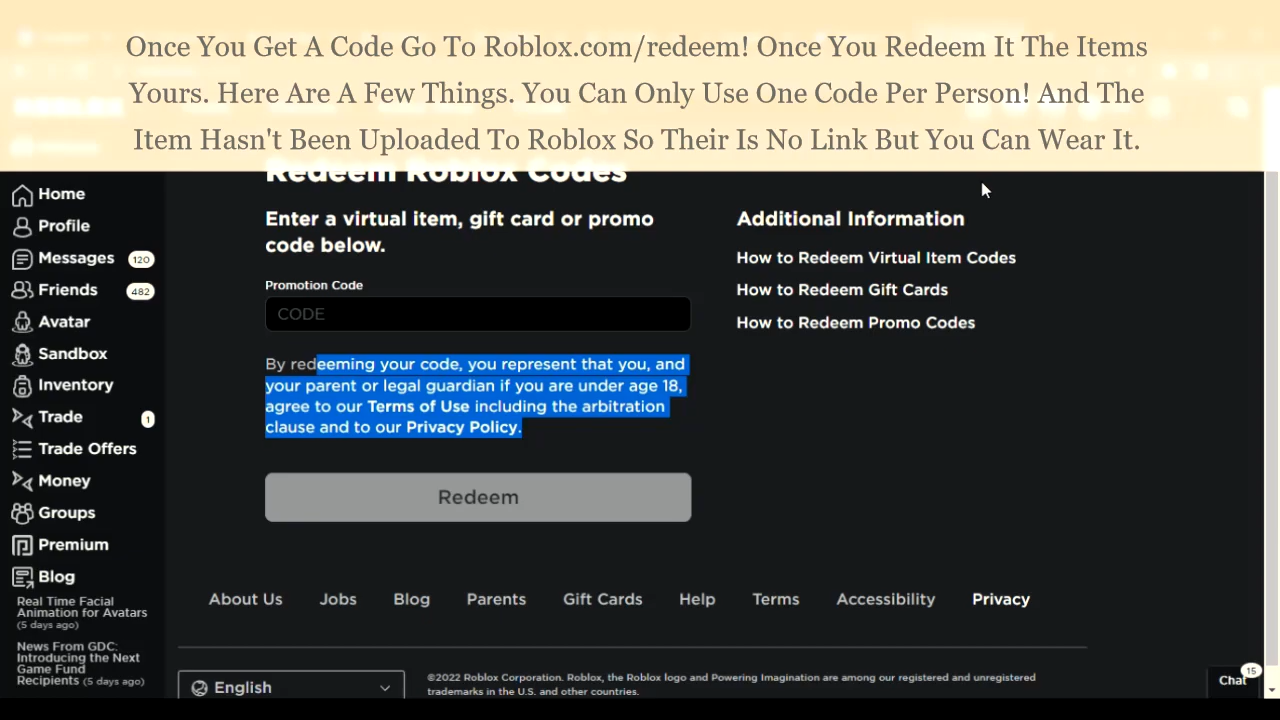 Once You Get A Code Go To Roblox.com/redeem! Once You Redeem It The Items
Yours. Here Are A Few Things. You Can Only Use One Code Per Person! And The
Item Hasn't Been Uploaded To Roblox So Their Is No Link But You Can Wear It.
Redeem Roblox Codes
Home
Profile
Messages 120
Friends 482
Avatar
Sandbox
Inventory
Trade 1
Trade Offers
Money
Groups
Premium
Blog
Real Time Facial
Animation for Avatars
(5 days ago)
News From GDC:
Introducing the Next
Game Fund
Recipients (5 days ago)
Enter a virtual item, gift card or promo
code below.
Promotion Code
CODE
By redeeming your code, you represent that you, and
your parent or legal guardian if you are under age 18,
agree to our Terms of Use including the arbitration
clause and to our Privacy Policy.
Redeem
Additional Information
How to Redeem Virtual Item Codes
How to Redeem Gift Cards
How to Redeem Promo Codes
About Us Jobs Blog Parents Gift Cards Help Terms Accessibility Privacy
English
©2022 Roblox Corporation. Roblox, the Roblox logo and Powering Imagination are among our registered and unregistered
trademarks in the U.S. and other countries.
Chat 15